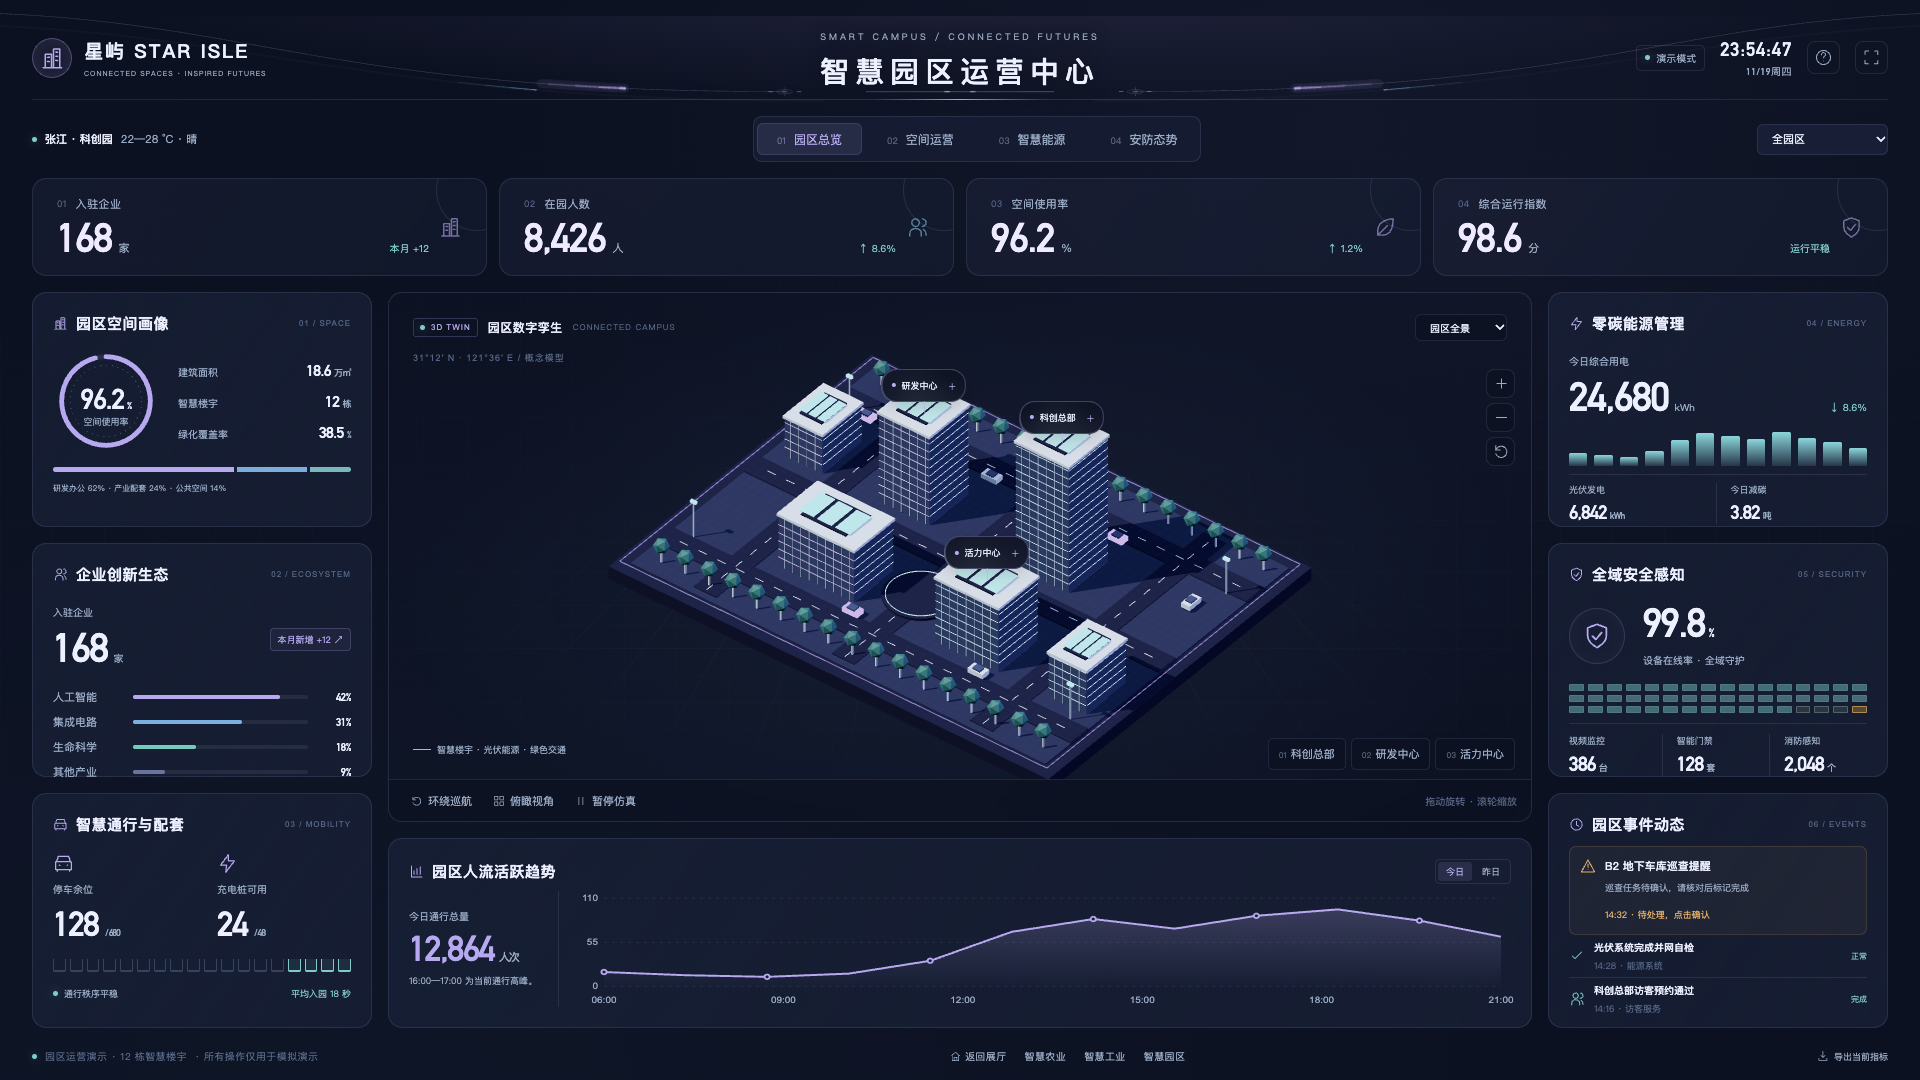 星屿 STAR ISLE
CONNECTED SPACES · INSPIRED FUTURES
SMART CAMPUS / CONNECTED FUTURES
智慧园区运营中心
演示模式
23:54:47
11/19周四
张江 · 科创园 22—28 °C · 晴
01 园区总览
02 空间运营
03 智慧能源
04 安防态势
全园区
01 入驻企业
168 家
本月 +12
02 在园人数
8,426 人
↑ 8.6%
03 空间使用率
96.2 %
↑ 1.2%
04 综合运行指数
98.6 分
运行平稳
园区空间画像
01 / SPACE
96.2%
空间使用率
建筑面积 18.6 万㎡
智慧楼宇 12 栋
绿化覆盖率 38.5 %
研发办公 62% · 产业配套 24% · 公共空间 14%
企业创新生态
02 / ECOSYSTEM
入驻企业
168 家
本月新增 +12 ↗
人工智能 42%
集成电路 31%
生命科学 18%
其他产业 9%
智慧通行与配套
03 / MOBILITY
停车余位
128 /680
充电桩可用
24 /48
通行秩序平稳
平均入园 18 秒
3D TWIN 园区数字孪生 CONNECTED CAMPUS
31°12′ N · 121°36′ E / 概念模型
园区全景
研发中心 +
科创总部 +
活力中心 +
智慧楼宇 · 光伏能源 · 绿色交通
01 科创总部
02 研发中心
03 活力中心
环绕巡航
俯瞰视角
暂停仿真
拖动旋转 · 滚轮缩放
园区人流活跃趋势
今日 昨日
今日通行总量
12,864 人次
16:00—17:00 为当前通行高峰。
110
55
0
06:00 09:00 12:00 15:00 18:00 21:00
零碳能源管理
04 / ENERGY
今日综合用电
24,680 kWh
↓ 8.6%
光伏发电
6,842 kWh
今日减碳
3.82 吨
全域安全感知
05 / SECURITY
99.8%
设备在线率 · 全域守护
视频监控
386 台
智能门禁
128 套
消防感知
2,048 个
园区事件动态
06 / EVENTS
B2 地下车库巡查提醒
巡查任务待确认，请核对后标记完成
14:32 · 待处理，点击确认
光伏系统完成并网自检
14:28 · 能源系统
正常
科创总部访客预约通过
14:16 · 访客服务
完成
园区运营演示 · 12 栋智慧楼宇 · 所有操作仅用于模拟演示
返回展厅
智慧农业
智慧工业
智慧园区
导出当前指标